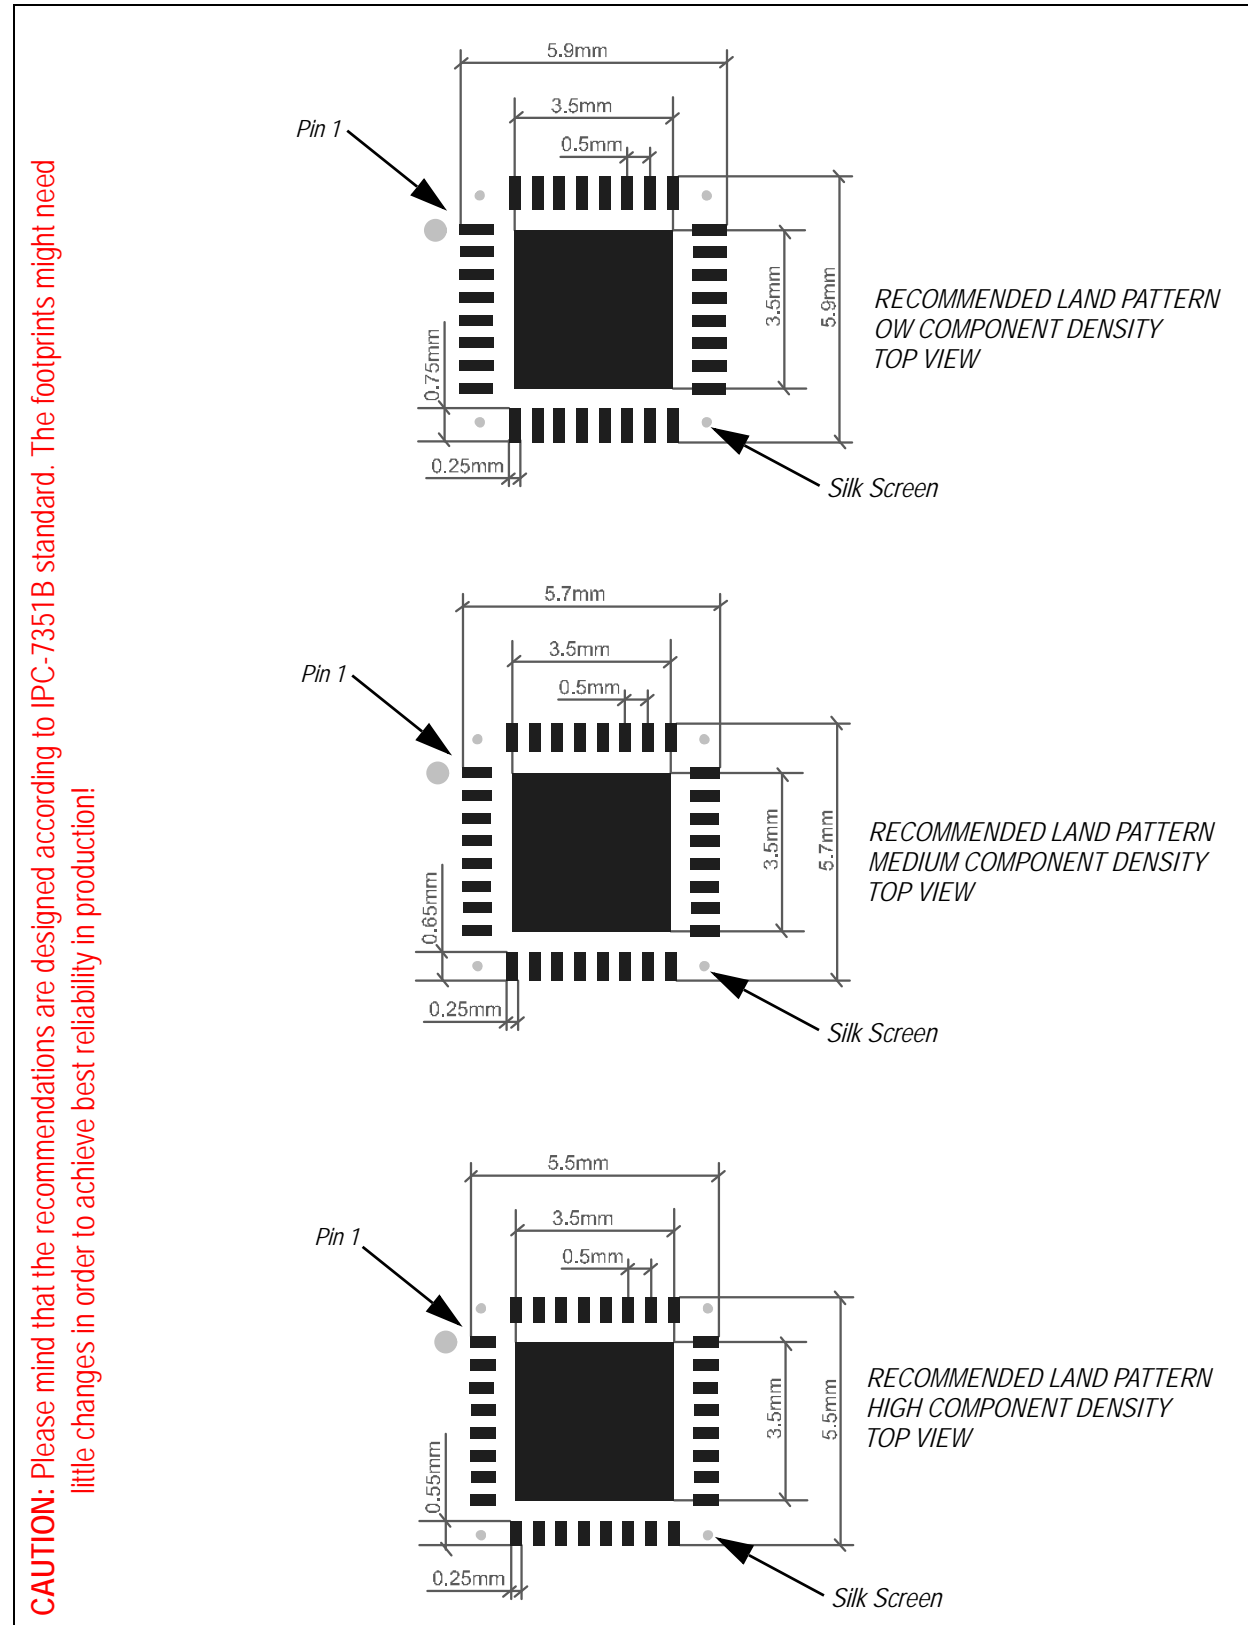 CAUTION: Please mind that the recommendations are designed according to IPC-7351B standard. The footprints might need
little changes in order to achieve best reliability in production!
5.9mm
3.5mm
Pin 1
0.5mm
3.5mm
5.9mm
RECOMMENDED LAND PATTERN
OW COMPONENT DENSITY
TOP VIEW
0.75mm
0.25mm
Silk Screen
5.7mm
3.5mm
Pin 1
0.5mm
3.5mm
5.7mm
RECOMMENDED LAND PATTERN
MEDIUM COMPONENT DENSITY
TOP VIEW
0.65mm
0.25mm
Silk Screen
5.5mm
3.5mm
Pin 1
0.5mm
3.5mm
5.5mm
RECOMMENDED LAND PATTERN
HIGH COMPONENT DENSITY
TOP VIEW
0.55mm
0.25mm
Silk Screen